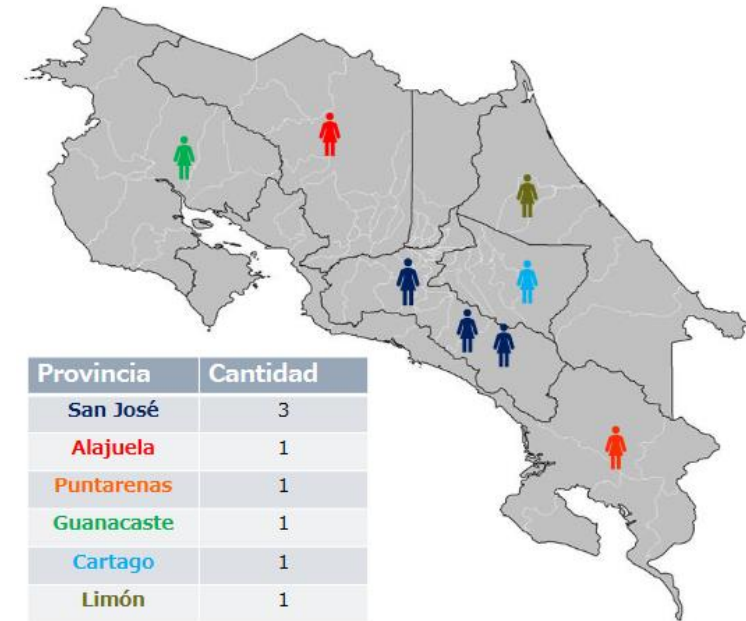 Provincia Cantidad
San José 3
Alajuela 1
Puntarenas 1
Guanacaste 1
Cartago 1
Limón 1